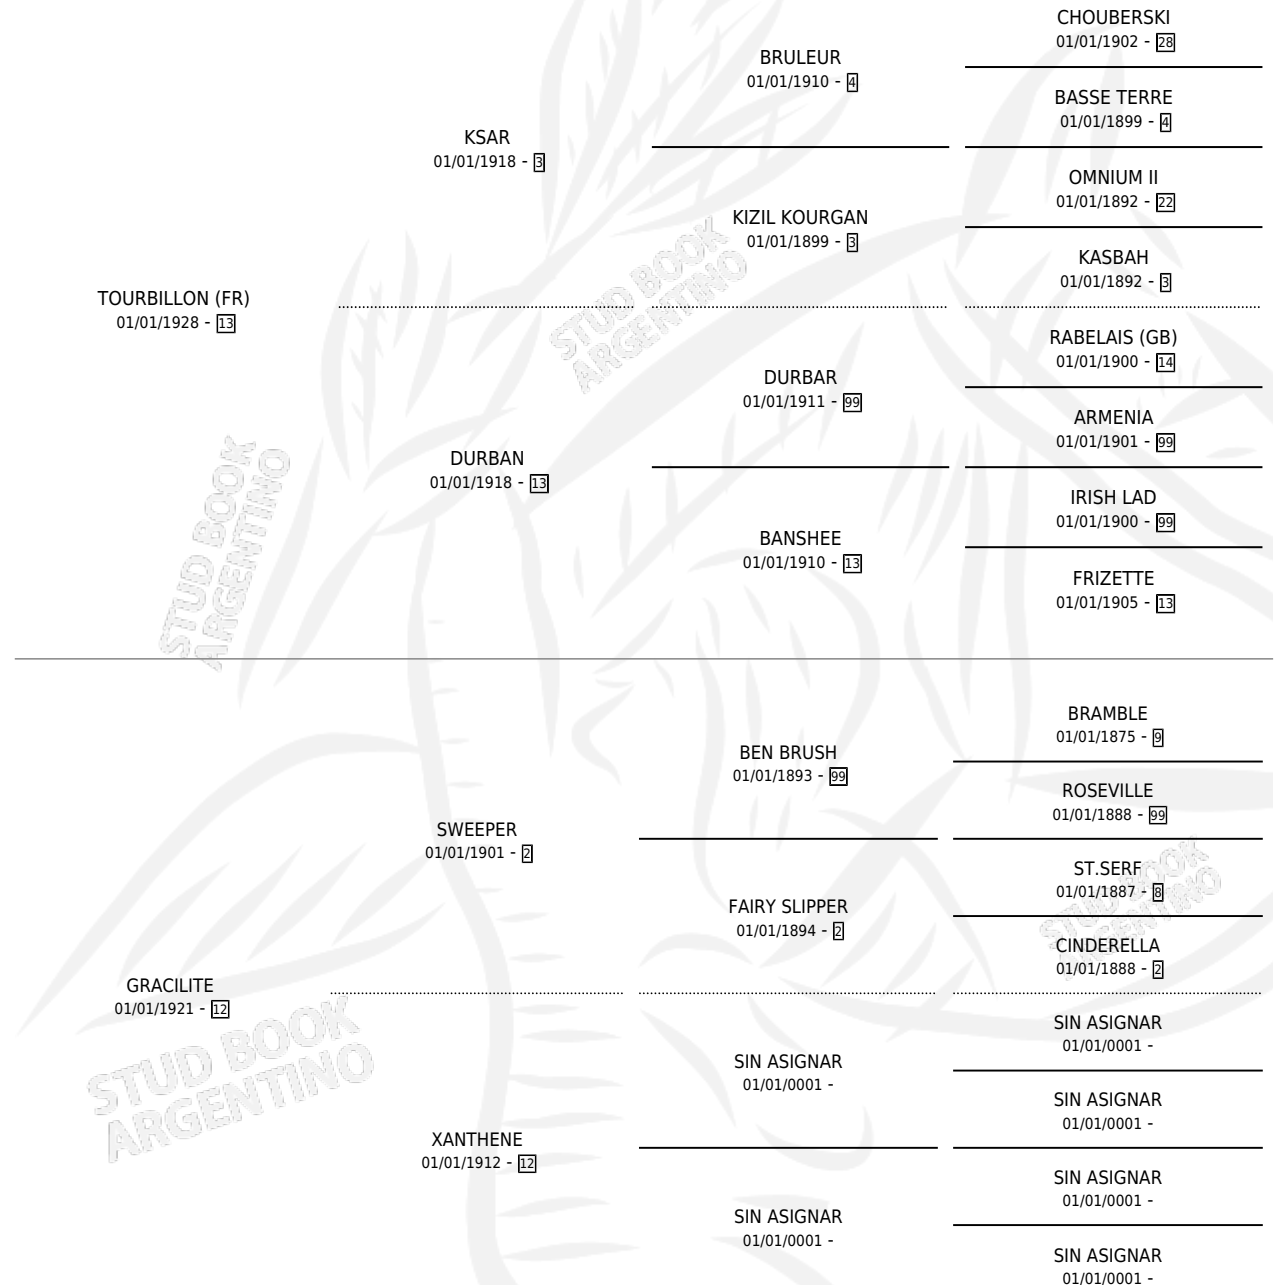 CHOUBERSKI
01/01/1902 - 28
BRULEUR
01/01/1910 - 4
BASSE TERRE
01/01/1899 - 4
KSAR
01/01/1918 - 3
OMNIUM II
01/01/1892 - 22
KIZIL KOURGAN
01/01/1899 - 3
KASBAH
01/01/1892 - 3
TOURBILLON (FR)
01/01/1928 - 13
RABELAIS (GB)
01/01/1900 - 14
DURBAR
01/01/1911 - 99
ARMENIA
01/01/1901 - 99
DURBAN
01/01/1918 - 13
IRISH LAD
01/01/1900 - 99
BANSHEE
01/01/1910 - 13
FRIZETTE
01/01/1905 - 13
BRAMBLE
01/01/1875 - 9
BEN BRUSH
01/01/1893 - 99
ROSEVILLE
01/01/1888 - 99
SWEEPER
01/01/1901 - 2
ST.SERF
01/01/1887 - 8
FAIRY SLIPPER
01/01/1894 - 2
CINDERELLA
01/01/1888 - 2
GRACILITE
01/01/1921 - 12
SIN ASIGNAR
01/01/0001 -
SIN ASIGNAR
01/01/0001 -
SIN ASIGNAR
01/01/0001 -
XANTHENE
01/01/1912 - 12
SIN ASIGNAR
01/01/0001 -
SIN ASIGNAR
01/01/0001 -
SIN ASIGNAR
01/01/0001 -
STUD BOOK
ARGENTINO
STUD BOOK
ARGENTINO
STUD BOOK
ARGENTINO
STUD BOOK
ARGENTINO